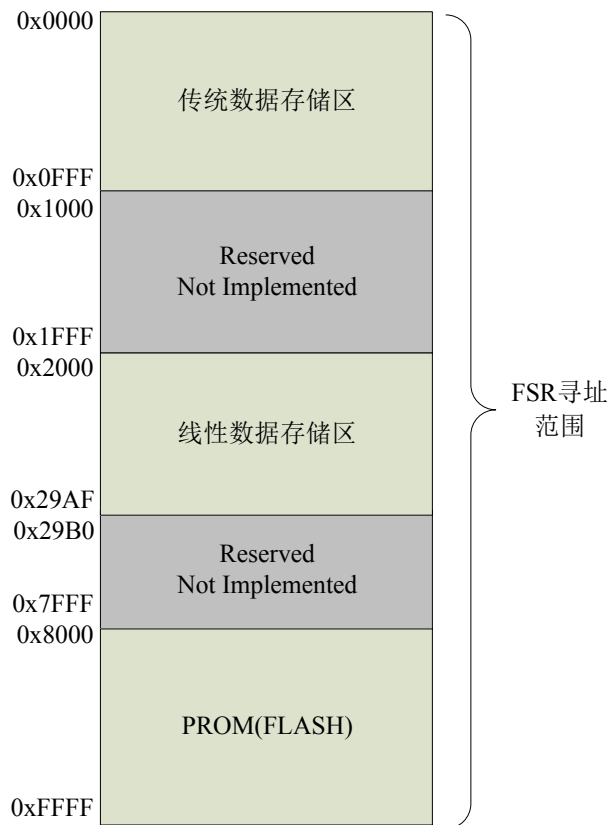 0x0000
传统数据存储区
0x0FFF
0x1000
Reserved
Not Implemented
0x1FFF
0x2000
线性数据存储区
0x29AF
0x29B0
Reserved
Not Implemented
0x7FFF
0x8000
PROM(FLASH)
0xFFFF
FSR寻址
范围